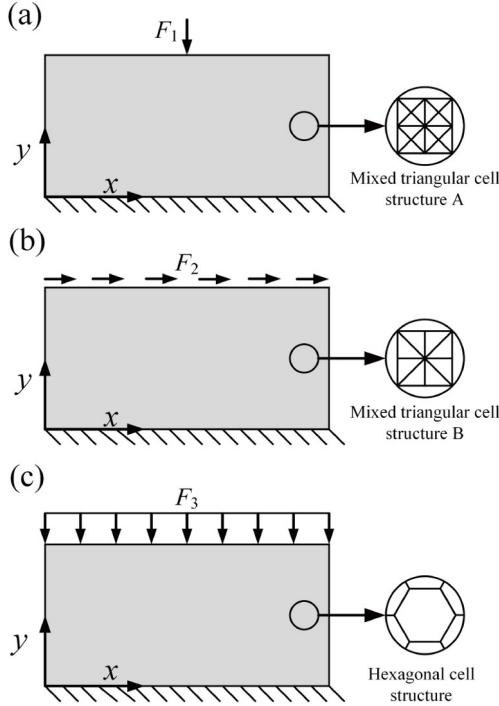 (a)
F1
y
x
Mixed triangular cell
structure A
(b)
F2
y
x
Mixed triangular cell
structure B
(c)
F3
y
x
Hexagonal cell
structure